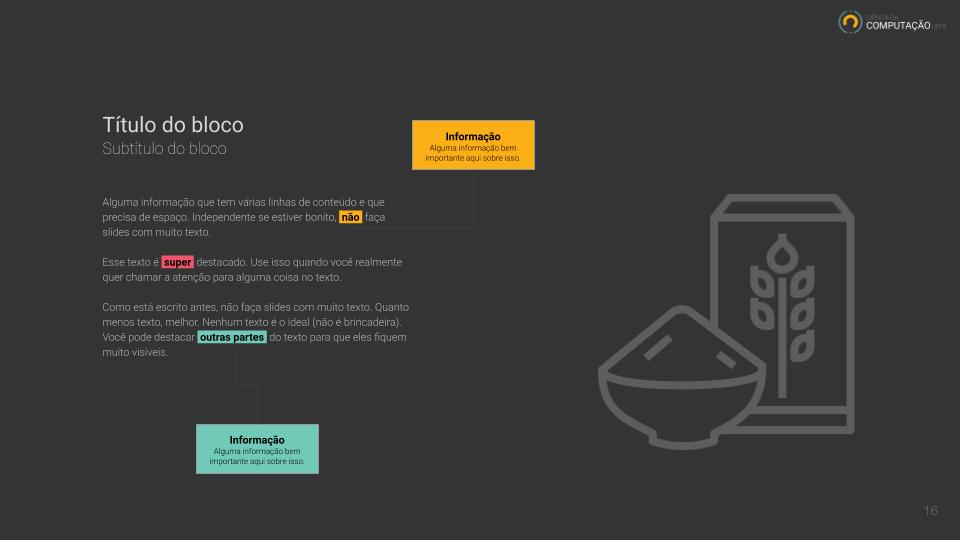 CIÊNCIA DA
COMPUTAÇÃO UFFS
Título do bloco
Subtítulo do bloco
Informação
Alguma informação bem
importante aqui sobre isso.
Alguma informação que tem várias linhas de conteúdo e que
precisa de espaço. Independente se estiver bonito, não faça
slides com muito texto.
Esse texto é super destacado. Use isso quando você realmente
quer chamar a atenção para alguma coisa no texto.
Como está escrito antes, não faça slides com muito texto. Quanto
menos texto, melhor. Nenhum texto é o ideal (não é brincadeira).
Você pode destacar outras partes do texto para que eles fiquem
muito visíveis.
Informação
Alguma informação bem
importante aqui sobre isso.
16